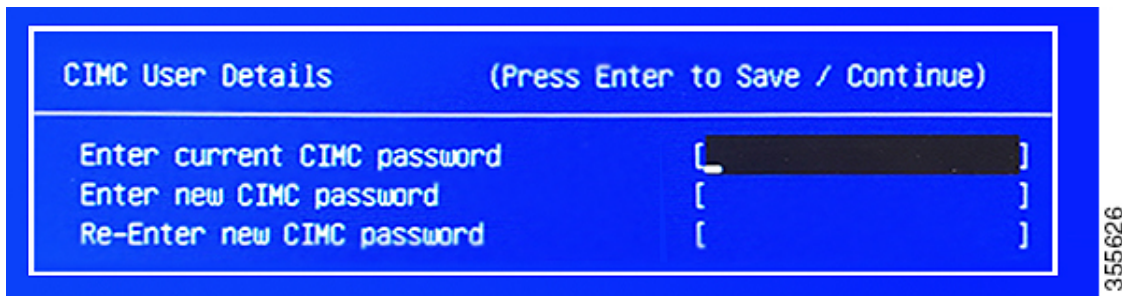 CIMC User Details (Press Enter to Save / Continue)
Enter current CIMC password [_ ]
Enter new CIMC password [ ]
Re-Enter new CIMC password [ ]
355626